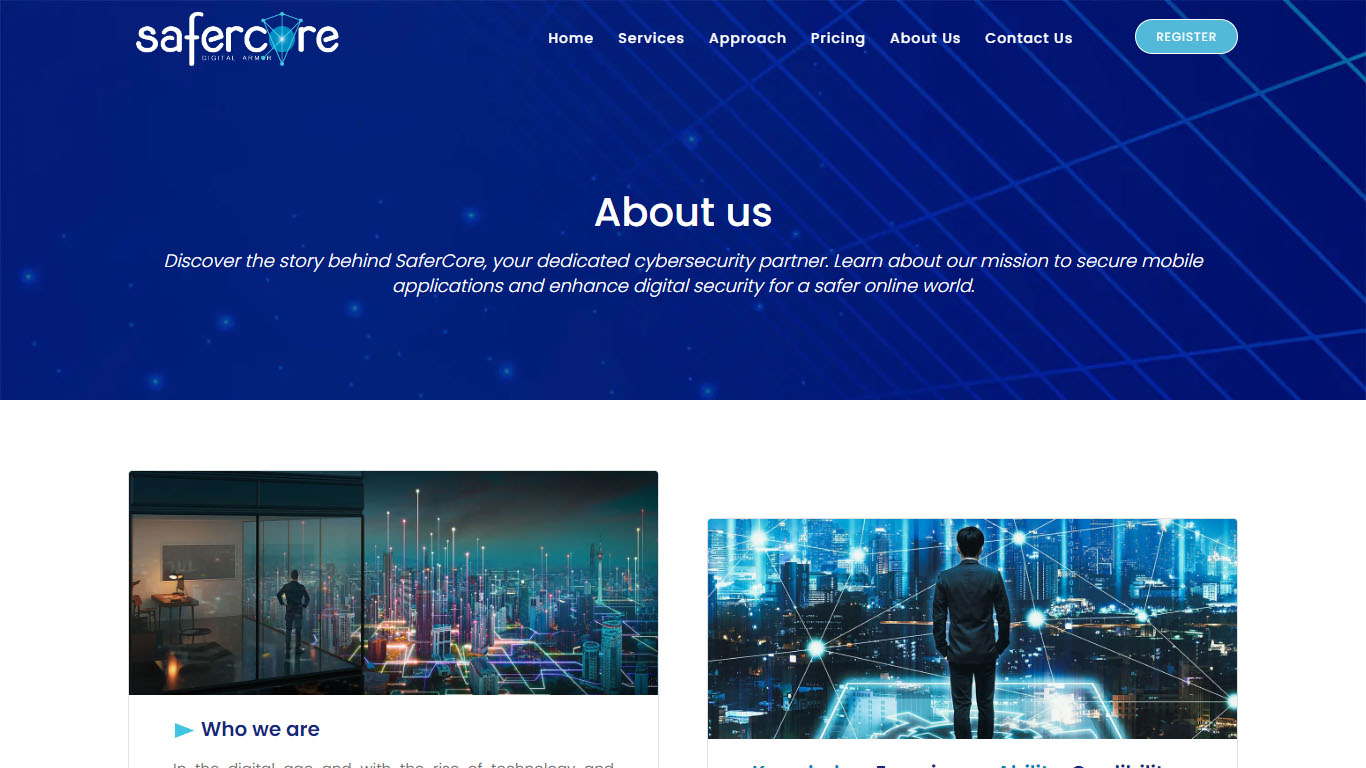 safercore
DIGITAL ARMOR
Home Services Approach Pricing About Us Contact Us REGISTER
About us
Discover the story behind SaferCore, your dedicated cybersecurity partner. Learn about our mission to secure mobile
applications and enhance digital security for a safer online world.
Who we are
In the digital age and with the rise of technology and